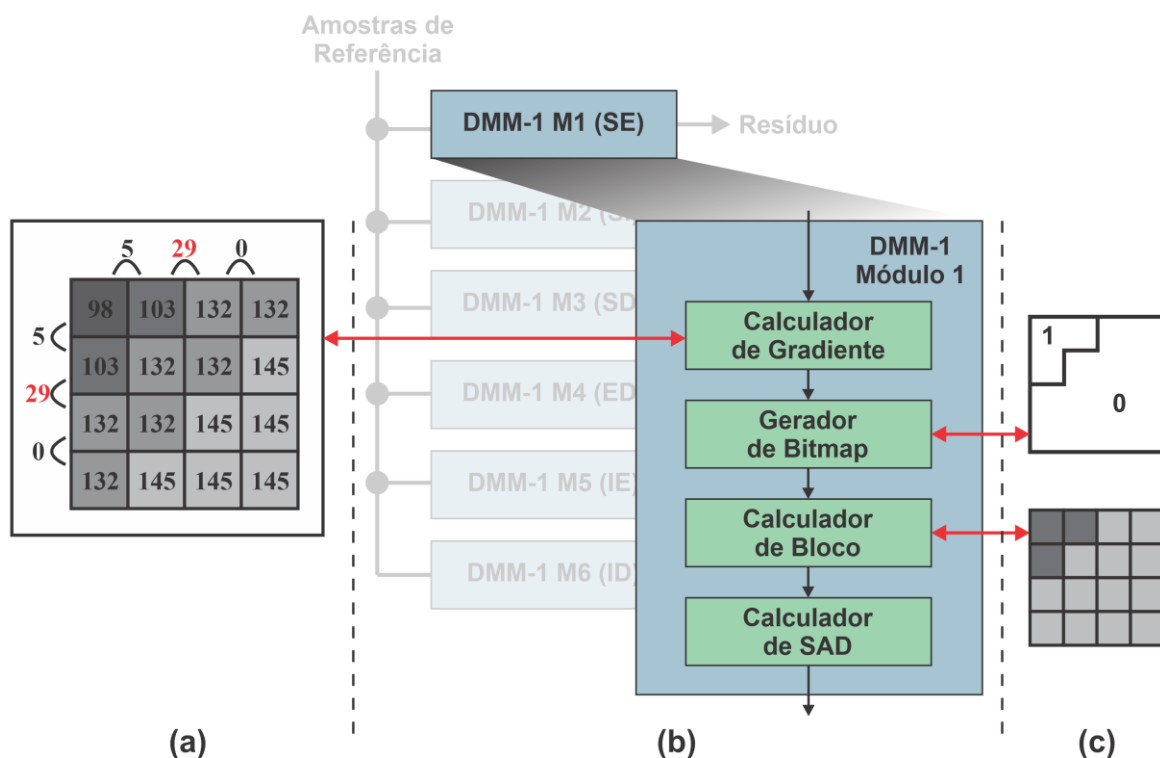 Amostras de
Referência
DMM-1 M1 (SE)
Resíduo
DMM-1 M2
DMM-1 M3 (SD
DMM-1 M4 (ED
DMM-1 M5 (IE)
DMM-1 M6 (ID)
5 29 0
98 103 132 132
5
103 132 132 145
29
132 132 145 145
0
132 145 145 145
DMM-1
Módulo 1
Calculador
de Gradiente
Gerador
de Bitmap
Calculador
de Bloco
Calculador
de SAD
1
0
(a)
(b)
(c)